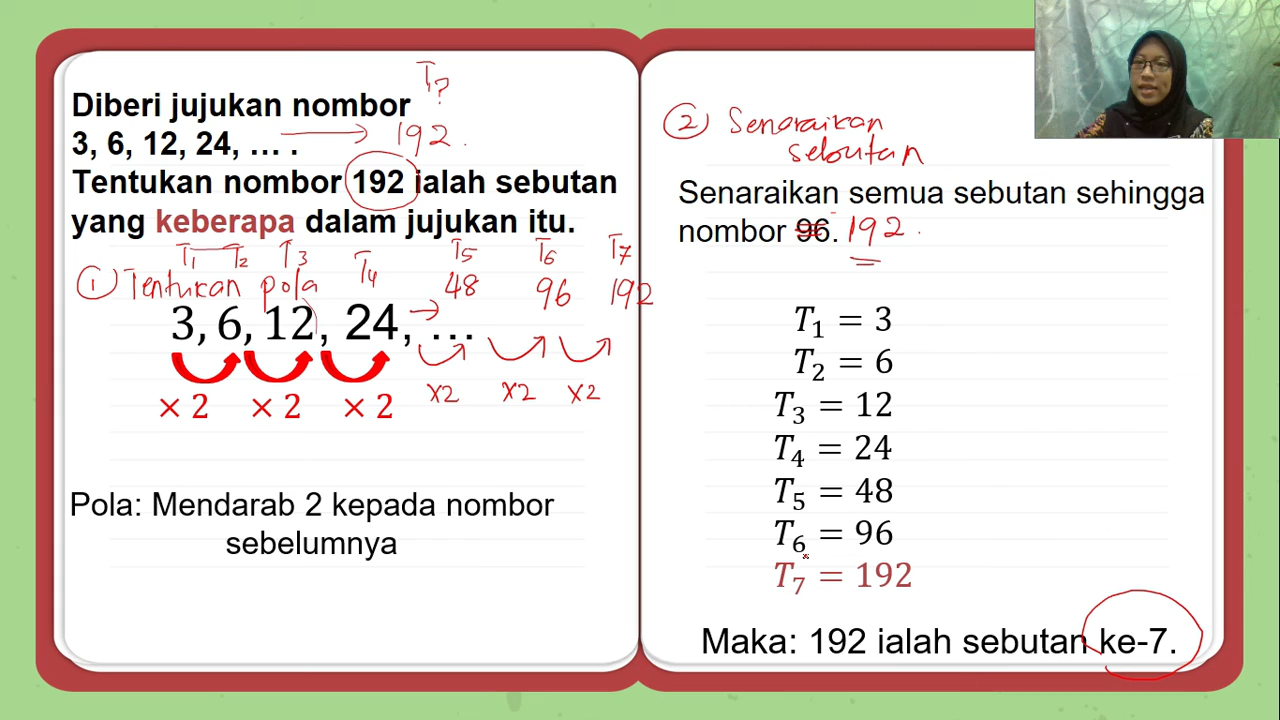 Diberi jujukan nombor
T?
3, 6, 12, 24, … .
192.
Tentukan nombor 192 ialah sebutan
yang keberapa dalam jujukan itu.
T1 T2 T3 T4 T5 T6 T7
① Tentukan pola 48 96 192
3, 6, 12, 24, …
× 2 × 2 × 2 x2 x2 x2
Pola: Mendarab 2 kepada nombor
sebelumnya
② Senaraikan
sebutan
Senaraikan semua sebutan sehingga
nombor 96. 192.
T₁ = 3
T₂ = 6
T₃ = 12
T₄ = 24
T₅ = 48
T₆ = 96
T₇ = 192
Maka: 192 ialah sebutan ke-7.